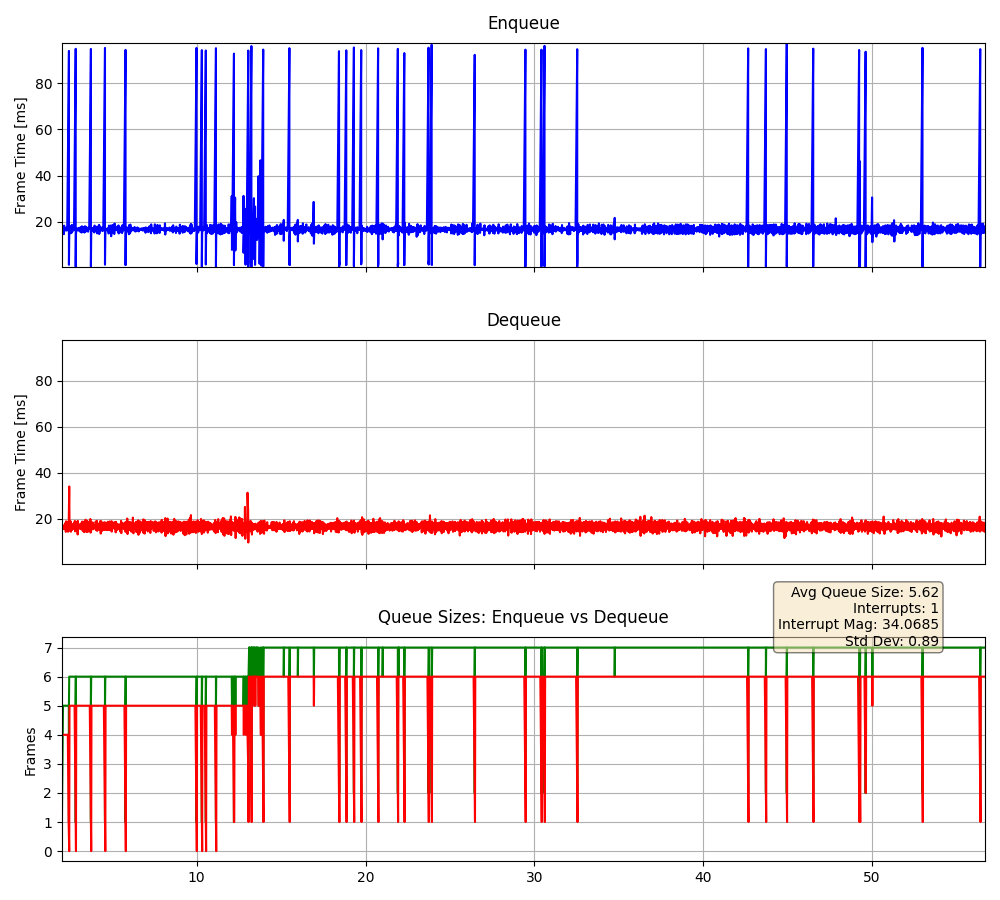 Enqueue
Frame Time [ms]
80
60
40
20
Dequeue
Frame Time [ms]
80
60
40
20
Avg Queue Size: 5.62
Interrupts: 1
Interrupt Mag: 34.0685
Std Dev: 0.89
Queue Sizes: Enqueue vs Dequeue
Frames
7
6
5
4
3
2
1
0
10 20 30 40 50